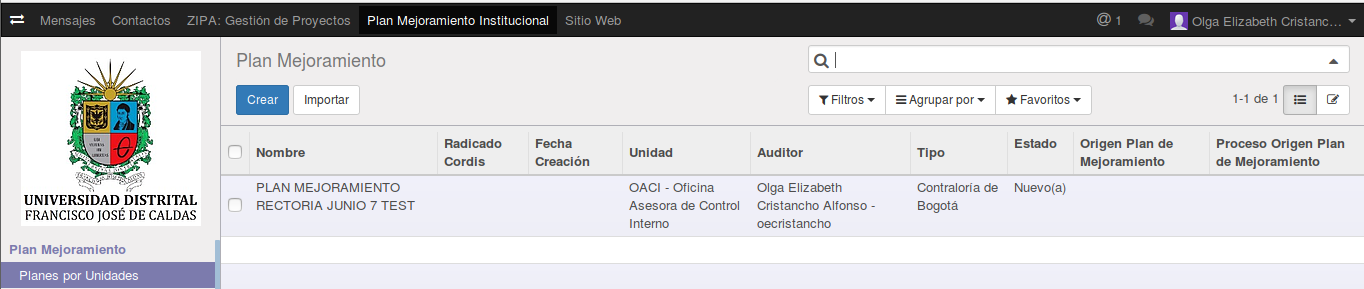 Mensajes Contactos ZIPA: Gestión de Proyectos Plan Mejoramiento Institucional Sitio Web @ 1 Olga Elizabeth Cristanc...
Plan Mejoramiento
Crear Importar Filtros Agrupar por Favoritos 1-1 de 1
UNIVERSIDAD DISTRITAL
FRANCISCO JOSÉ DE CALDAS
Plan Mejoramiento
Planes por Unidades
Nombre Radicado Cordis Fecha Creación Unidad Auditor Tipo Estado Origen Plan de Mejoramiento Proceso Origen Plan de Mejoramiento
PLAN MEJORAMIENTO RECTORIA JUNIO 7 TEST OACI - Oficina Asesora de Control Interno Olga Elizabeth Cristancho Alfonso - oecristancho Contraloría de Bogotá Nuevo(a)